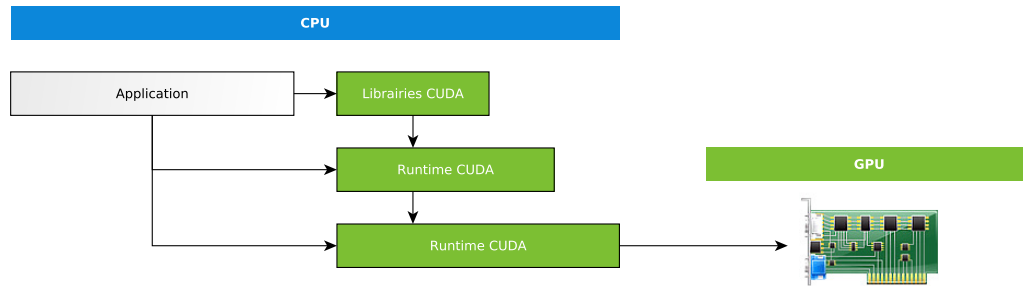 CPU
Application
Librairies CUDA
Runtime CUDA
GPU
Runtime CUDA